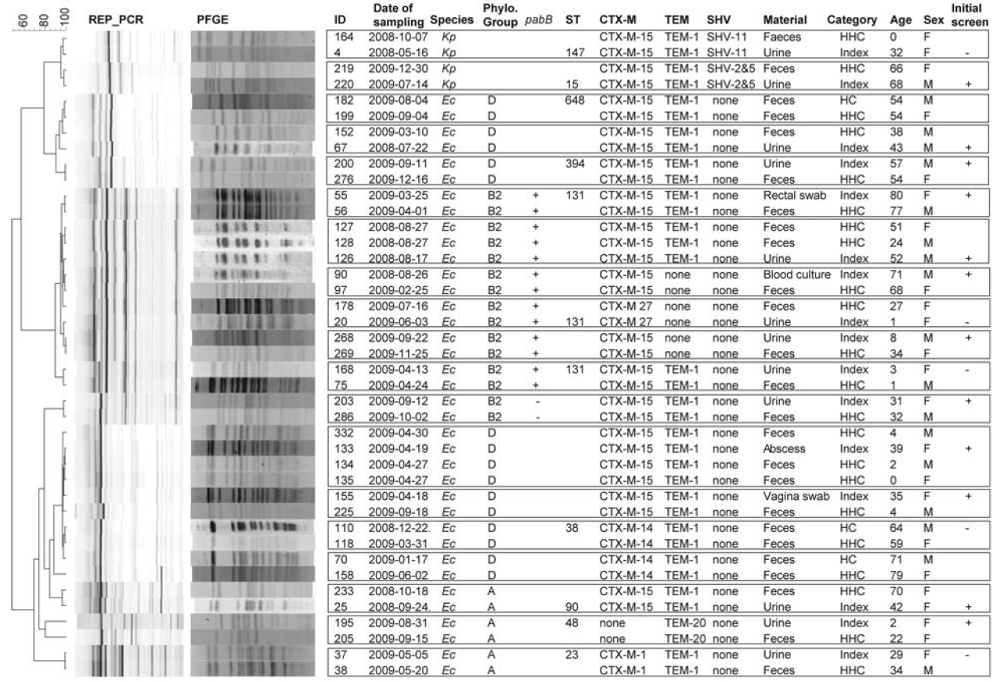 60 80 100 REP_PCR PFGE ID Date of sampling Species Phylo. Group pabB ST CTX-M TEM SHV Material Category Age Sex Initial screen
164 2008-10-07 Kp CTX-M-15 TEM-1 SHV-11 Faeces HHC 0 F
4 2008-05-16 Kp 147 CTX-M-15 TEM-1 SHV-11 Urine Index 32 F -
219 2009-12-30 Kp CTX-M-15 TEM-1 SHV-2&5 Feces HHC 66 F
220 2009-07-14 Kp 15 CTX-M-15 TEM-1 SHV-2&5 Urine Index 68 M +
182 2009-08-04 Ec D 648 CTX-M-15 TEM-1 none Feces HC 54 M
199 2009-09-04 Ec D CTX-M-15 TEM-1 none Feces HHC 54 F
152 2009-03-10 Ec D CTX-M-15 TEM-1 none Feces HHC 38 M
67 2008-07-22 Ec D CTX-M-15 TEM-1 none Urine Index 43 M +
200 2009-09-11 Ec D 394 CTX-M-15 TEM-1 none Urine Index 57 M +
276 2009-12-16 Ec D CTX-M-15 TEM-1 none Feces HHC 54 F
55 2009-03-25 Ec B2 + 131 CTX-M-15 TEM-1 none Rectal swab Index 80 F +
56 2009-04-01 Ec B2 + CTX-M-15 TEM-1 none Feces HHC 77 M
127 2008-08-27 Ec B2 + CTX-M-15 TEM-1 none Feces HHC 51 F
128 2008-08-27 Ec B2 + CTX-M-15 TEM-1 none Feces HHC 24 M
126 2008-08-17 Ec B2 + CTX-M-15 TEM-1 none Urine Index 52 M +
90 2008-08-26 Ec B2 + CTX-M-15 none none Blood culture Index 71 M +
97 2009-02-25 Ec B2 + CTX-M-15 none none Feces HHC 68 F
178 2009-07-16 Ec B2 + CTX-M 27 none none Feces HHC 27 F
20 2009-06-03 Ec B2 + 131 CTX-M 27 none none Urine Index 1 F -
268 2009-09-22 Ec B2 + CTX-M-15 none none Urine Index 8 M +
269 2009-11-25 Ec B2 + CTX-M-15 none none Feces HHC 34 F
168 2009-04-13 Ec B2 + 131 CTX-M-15 TEM-1 none Urine Index 3 F -
75 2009-04-24 Ec B2 + CTX-M-15 TEM-1 none Feces HHC 1 M
203 2009-09-12 Ec B2 - CTX-M-15 TEM-1 none Urine Index 31 F +
286 2009-10-02 Ec B2 - CTX-M-15 TEM-1 none Feces HHC 32 M
332 2009-04-30 Ec D CTX-M-15 TEM-1 none Feces HHC 4 M
133 2009-04-19 Ec D CTX-M-15 TEM-1 none Abscess Index 39 F +
134 2009-04-27 Ec D CTX-M-15 TEM-1 none Feces HHC 2 M
135 2009-04-27 Ec D CTX-M-15 TEM-1 none Feces HHC 0 F
155 2009-04-18 Ec D CTX-M-15 TEM-1 none Vagina swab Index 35 F +
225 2009-09-18 Ec D CTX-M-15 TEM-1 none Feces HHC 4 M
110 2008-12-22. Ec D 38 CTX-M-14 TEM-1 none Feces HC 64 M -
118 2009-03-31 Ec D CTX-M-14 TEM-1 none Feces HHC 59 F
70 2009-01-17 Ec D CTX-M-14 TEM-1 none Feces HC 71 M
158 2009-06-02 Ec D CTX-M-14 TEM-1 none Feces HHC 79 F
233 2008-10-18 Ec A CTX-M-15 TEM-1 none Feces HHC 70 F
25 2008-09-24. Ec A 90 CTX-M-15 TEM-1 none Urine Index 42 F +
195 2009-08-31 Ec A 48 none TEM-20 none Urine Index 2 F +
205 2009-09-15 Ec A none TEM-20 none Feces HHC 22 F
37 2009-05-05 Ec A 23 CTX-M-1 TEM-1 none Urine Index 29 F -
38 2009-05-20 Ec A CTX-M-1 TEM-1 none Feces HHC 34 M